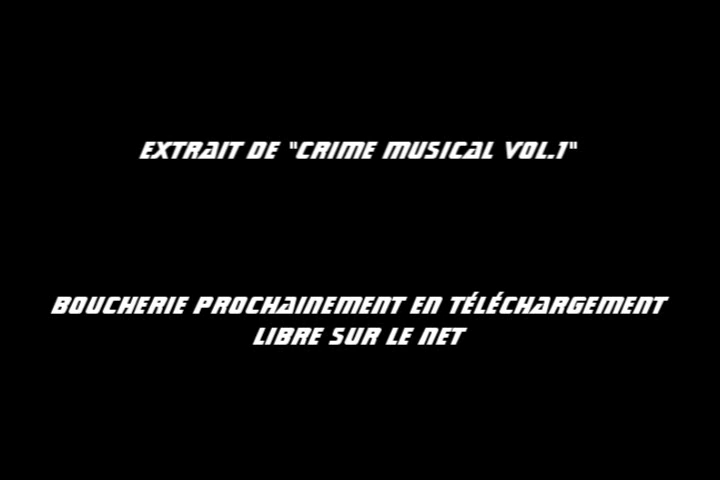 EXTRAIT DE "CRIME MUSICAL VOL.1"
BOUCHERIE PROCHAINEMENT EN TÉLÉCHARGEMENT
LIBRE SUR LE NET